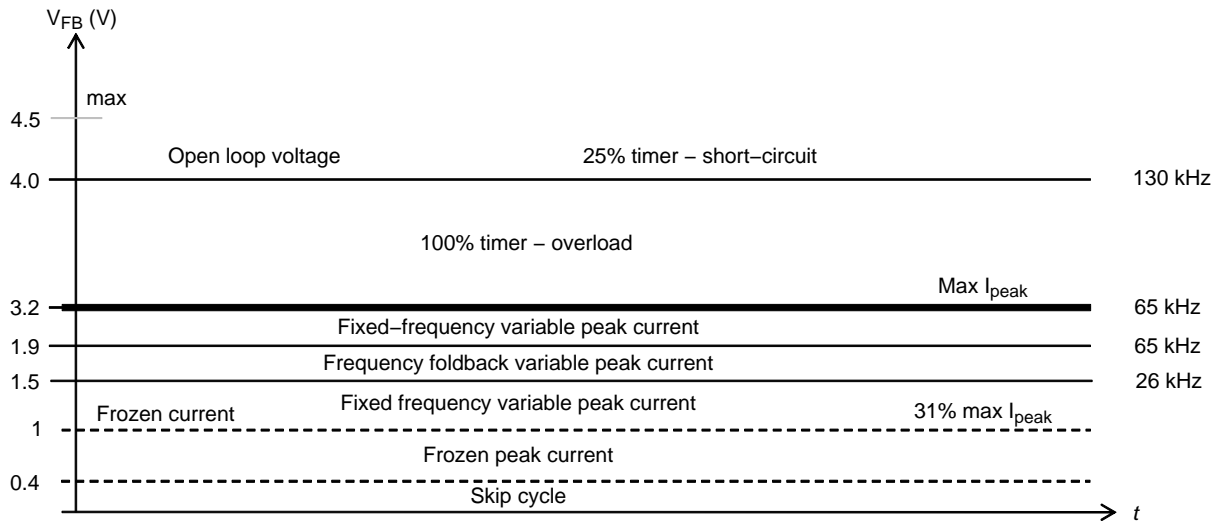 V_FB (V)
max
4.5
Open loop voltage 25% timer − short−circuit
4.0 130 kHz
100% timer − overload
Max I_peak
3.2 65 kHz
Fixed−frequency variable peak current
1.9 65 kHz
Frequency foldback variable peak current
1.5 26 kHz
Fixed frequency variable peak current
Frozen current 31% max I_peak
1
Frozen peak current
0.4
Skip cycle
t